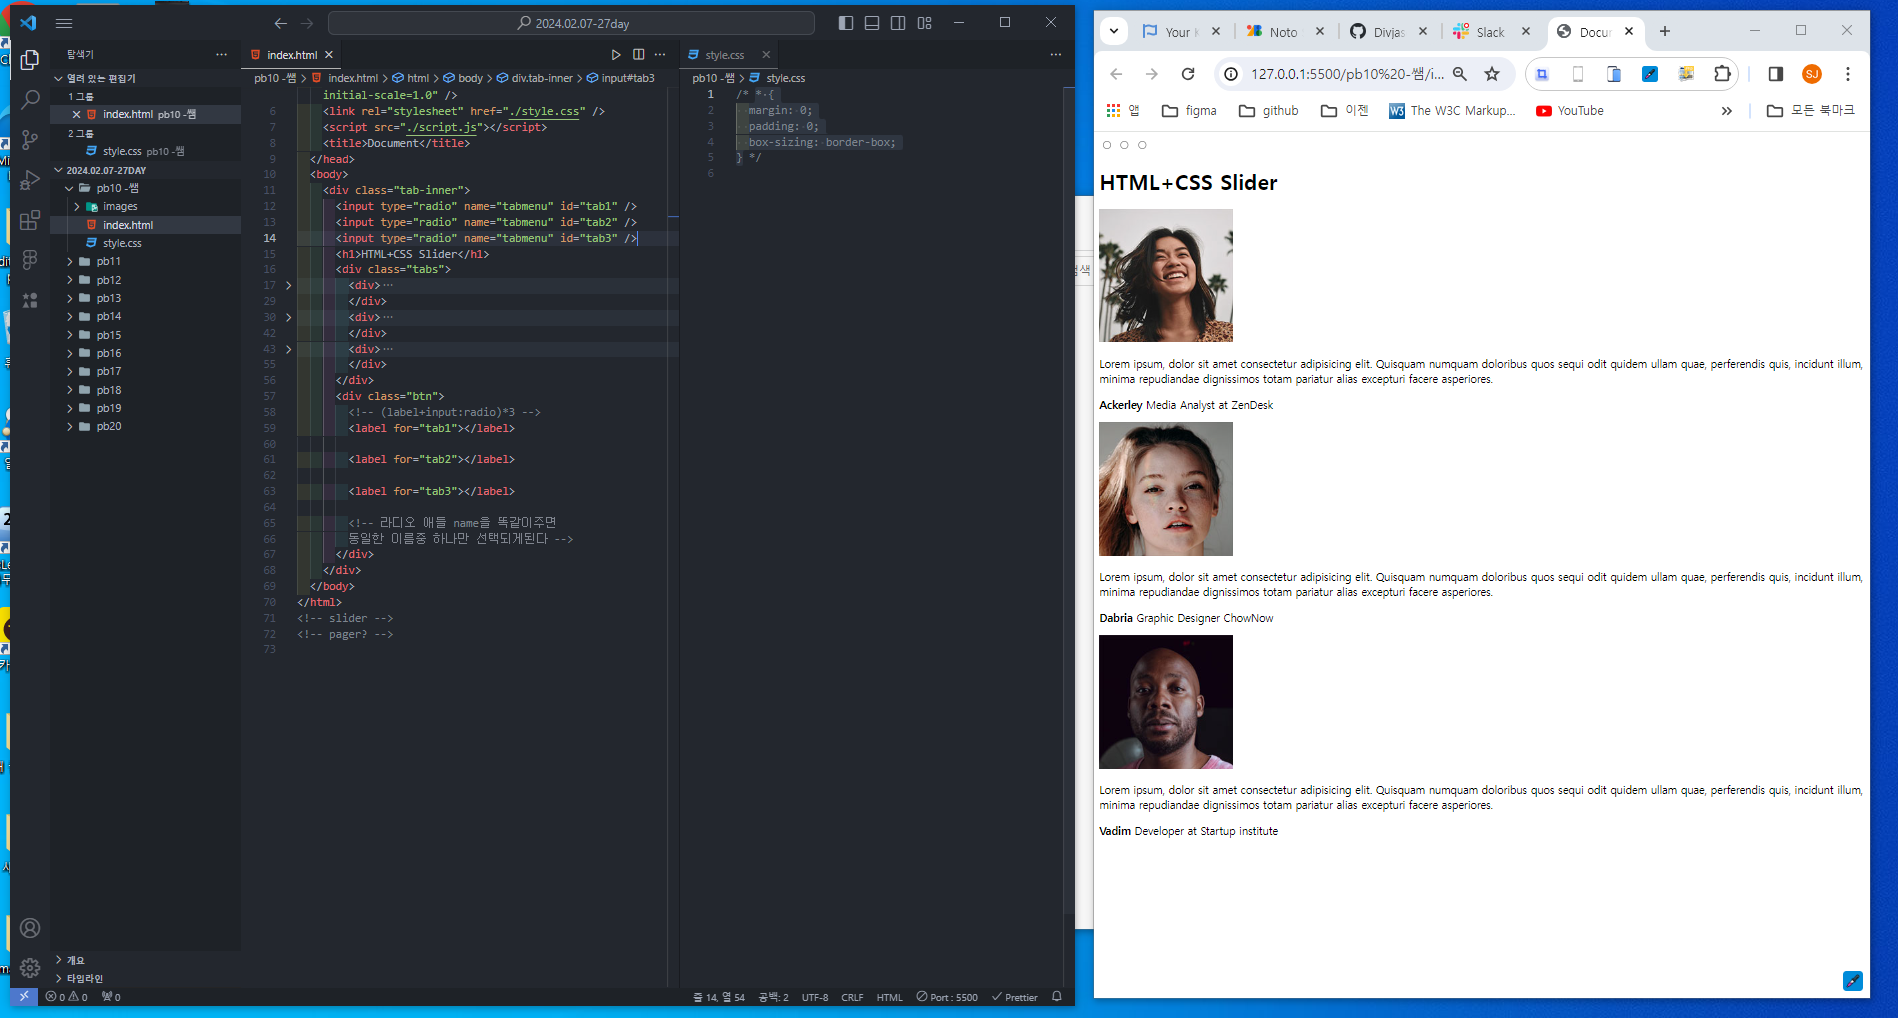 2024.02.07-27day
탐색기
열려 있는 편집기
1 그룹
index.html pb10 -쌤
2 그룹
style.css pb10 -쌤
2024.02.07-27DAY
pb10 -쌤
images
index.html
style.css
pb11
pb12
pb13
pb14
pb15
pb16
pb17
pb18
pb19
pb20
개요
타임라인
index.html
pb10 -쌤 > index.html > html > body > div.tab-inner > input#tab3
initial-scale=1.0" />
6 <link rel="stylesheet" href="./style.css" />
7 <script src="./script.js"></script>
8 <title>Document</title>
9 </head>
10 <body>
11 <div class="tab-inner">
12 <input type="radio" name="tabmenu" id="tab1" />
13 <input type="radio" name="tabmenu" id="tab2" />
14 <input type="radio" name="tabmenu" id="tab3" />
15 <h1>HTML+CSS Slider</h1>
16 <div class="tabs">
17 <div>…
29 </div>
30 <div>…
42 </div>
43 <div>…
55 </div>
56 </div>
57 <div class="btn">
58 <!-- (label+input:radio)*3 -->
59 <label for="tab1"></label>
60
61 <label for="tab2"></label>
62
63 <label for="tab3"></label>
64
65 <!-- 라디오 애들 name을 똑같이주면
66 동일한 이름중 하나만 선택되게된다 -->
67 </div>
68 </div>
69 </body>
70 </html>
71 <!-- slider -->
72 <!-- pager? -->
73
style.css
pb10 -쌤 > style.css
1 /* * {
2 margin: 0;
3 padding: 0;
4 box-sizing: border-box;
5 } */
6
0 0 0
줄 14, 열 54 공백: 2 UTF-8 CRLF HTML Port : 5500 Prettier
Your Noto Divjas Slack Docur
127.0.0.1:5500/pb10%20-쌤/i...
SJ
앱 figma github 이젠 The W3C Markup... YouTube 모든 북마크
HTML+CSS Slider
Lorem ipsum, dolor sit amet consectetur adipisicing elit. Quisquam numquam doloribus quos sequi odit quidem ullam quae, perferendis quis, incidunt illum,
minima repudiandae dignissimos totam pariatur alias excepturi facere asperiores.
Ackerley Media Analyst at ZenDesk
Lorem ipsum, dolor sit amet consectetur adipisicing elit. Quisquam numquam doloribus quos sequi odit quidem ullam quae, perferendis quis, incidunt illum,
minima repudiandae dignissimos totam pariatur alias excepturi facere asperiores.
Dabria Graphic Designer ChowNow
Lorem ipsum, dolor sit amet consectetur adipisicing elit. Quisquam numquam doloribus quos sequi odit quidem ullam quae, perferendis quis, incidunt illum,
minima repudiandae dignissimos totam pariatur alias excepturi facere asperiores.
Vadim Developer at Startup institute